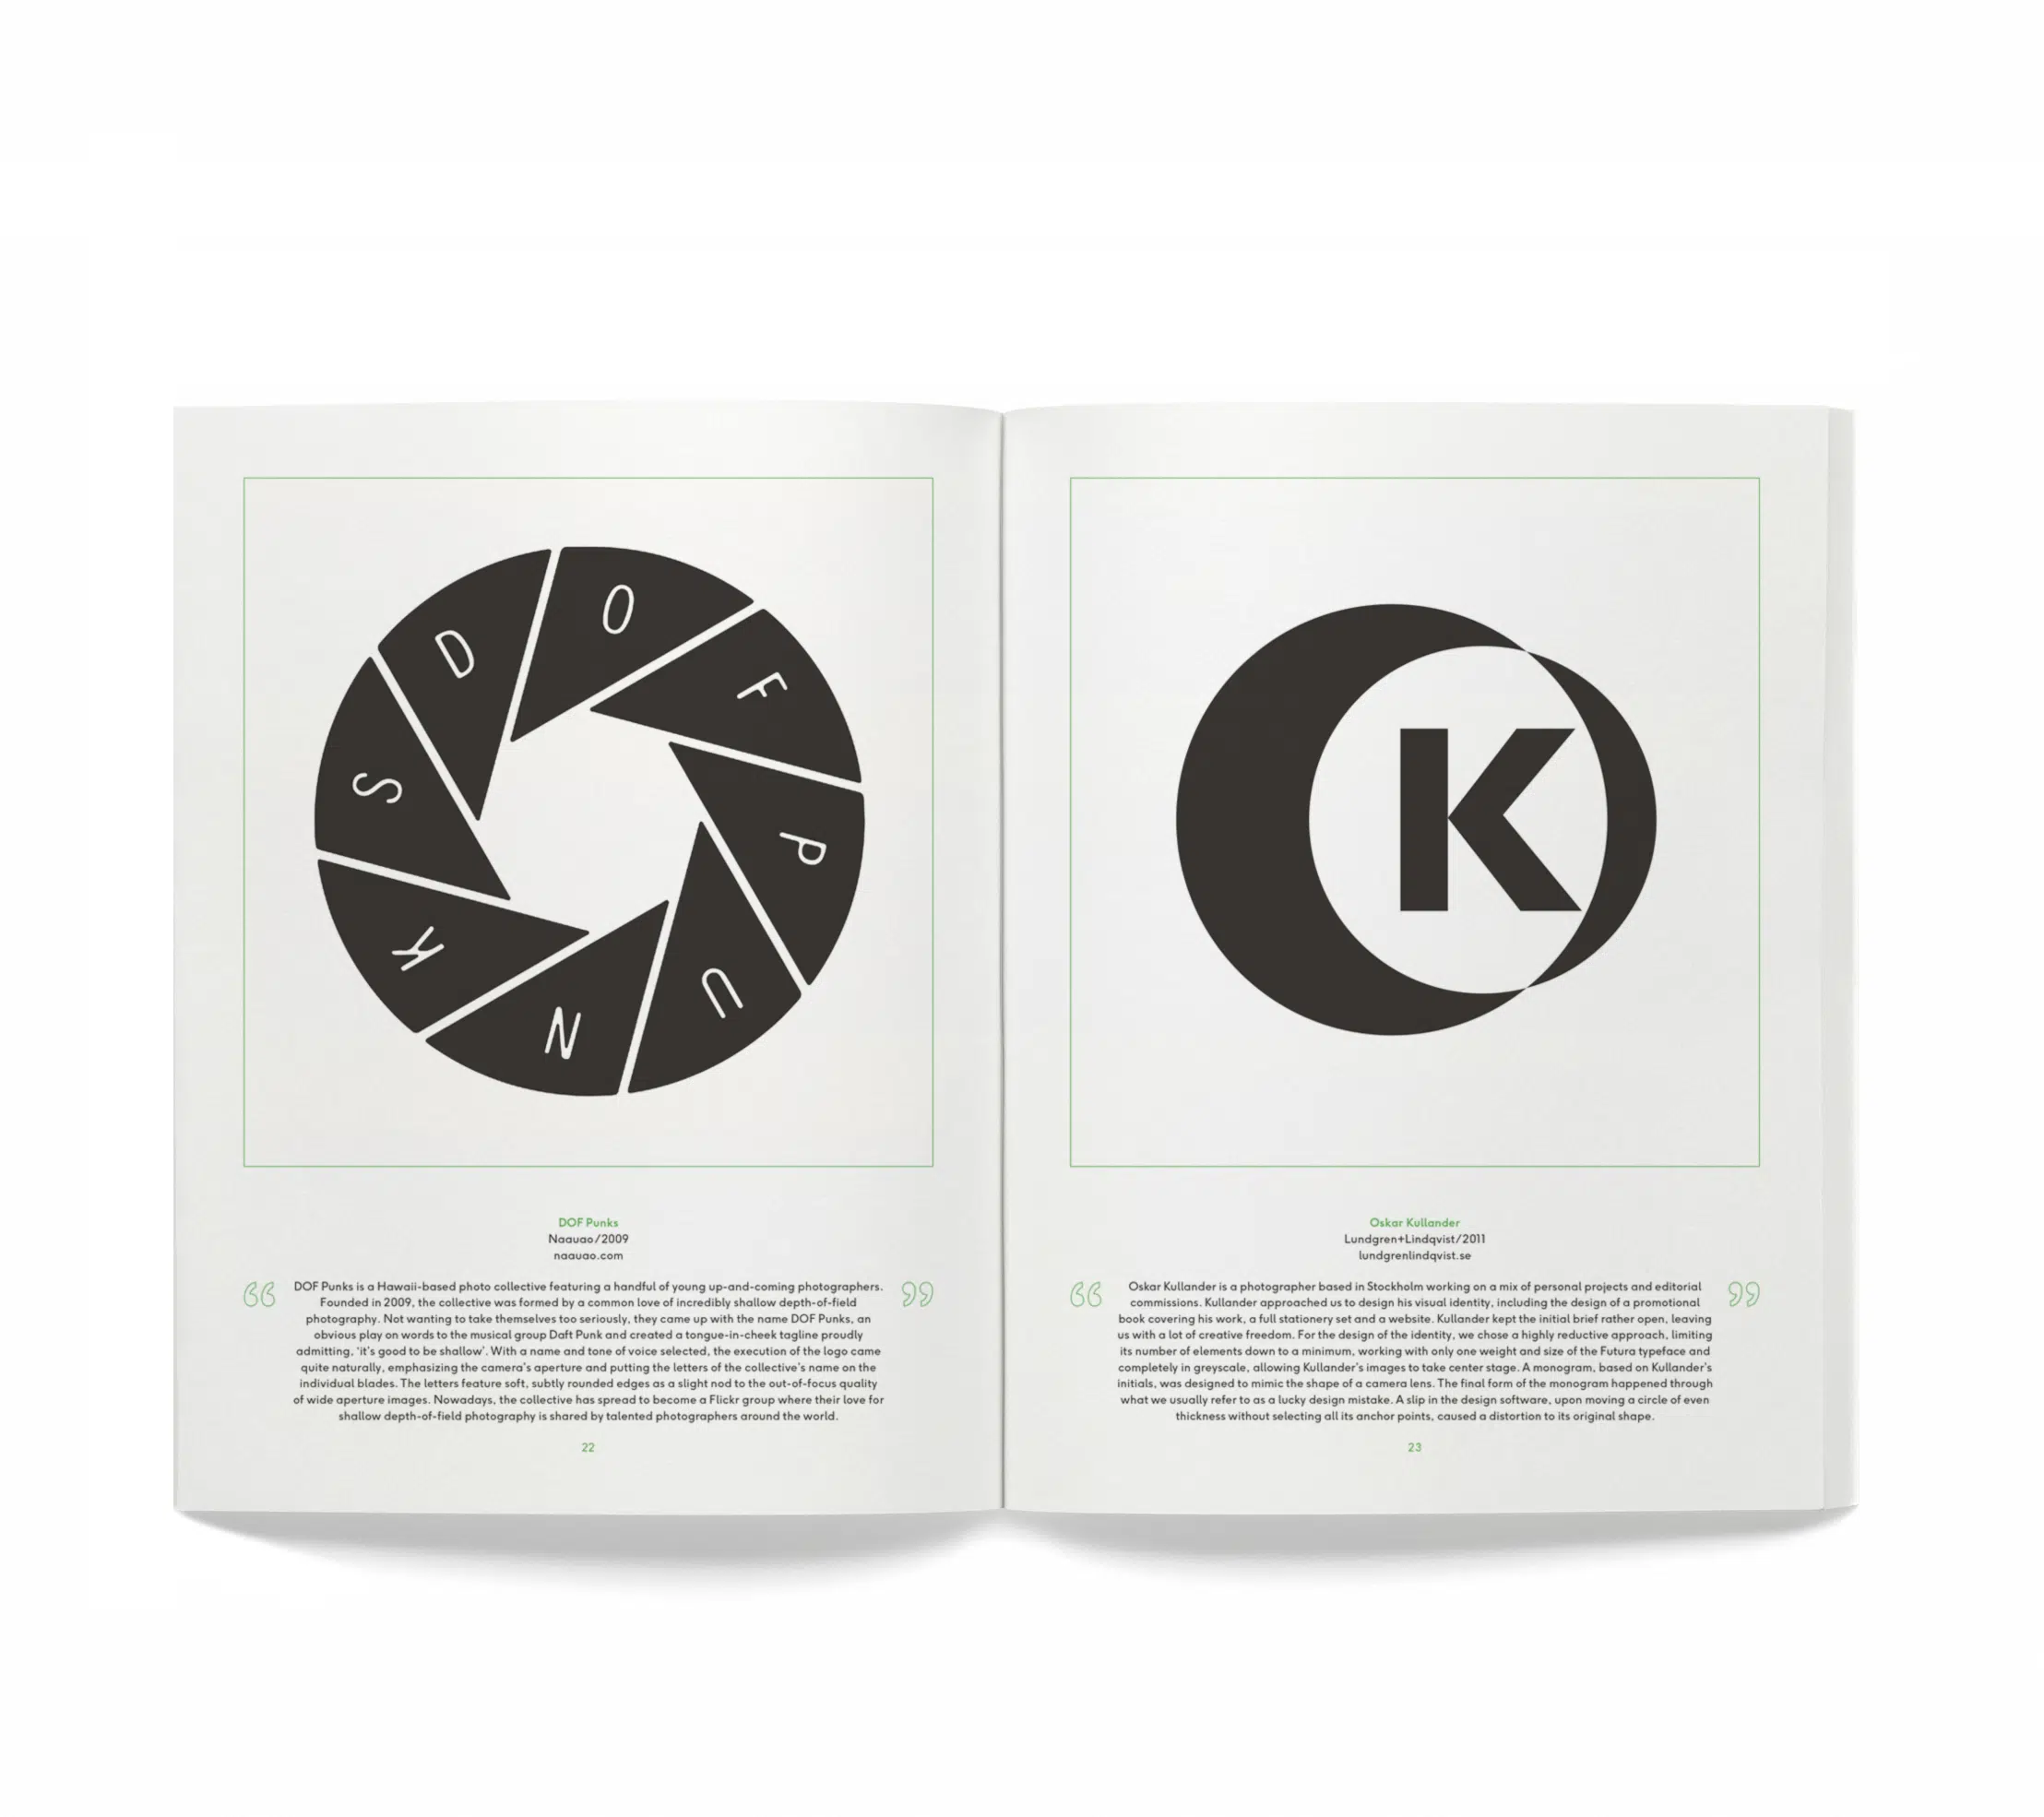 D O F P U N K S
DOF Punks
Naauao/2009
naauao.com
“ DOF Punks is a Hawaii-based photo collective featuring a handful of young up-and-coming photographers. ”
Founded in 2009, the collective was formed by a common love of incredibly shallow depth-of-field
photography. Not wanting to take themselves too seriously, they came up with the name DOF Punks, an
obvious play on words to the musical group Daft Punk and created a tongue-in-cheek tagline proudly
admitting, ‘it's good to be shallow’. With a name and tone of voice selected, the execution of the logo came
quite naturally, emphasizing the camera's aperture and putting the letters of the collective's name on the
individual blades. The letters feature soft, subtly rounded edges as a slight nod to the out-of-focus quality
of wide aperture images. Nowadays, the collective has spread to become a Flickr group where their love for
shallow depth-of-field photography is shared by talented photographers around the world.
22
K
Oskar Kullander
Lundgren+Lindqvist/2011
lundgrenlindqvist.se
“ Oskar Kullander is a photographer based in Stockholm working on a mix of personal projects and editorial ”
commissions. Kullander approached us to design his visual identity, including the design of a promotional
book covering his work, a full stationery set and a website. Kullander kept the initial brief rather open, leaving
us with a lot of creative freedom. For the design of the identity, we chose a highly reductive approach, limiting
its number of elements down to a minimum, working with only one weight and size of the Futura typeface and
completely in greyscale, allowing Kullander's images to take center stage. A monogram, based on Kullander's
initials, was designed to mimic the shape of a camera lens. The final form of the monogram happened through
what we usually refer to as a lucky design mistake. A slip in the design software, upon moving a circle of even
thickness without selecting all its anchor points, caused a distortion to its original shape.
23